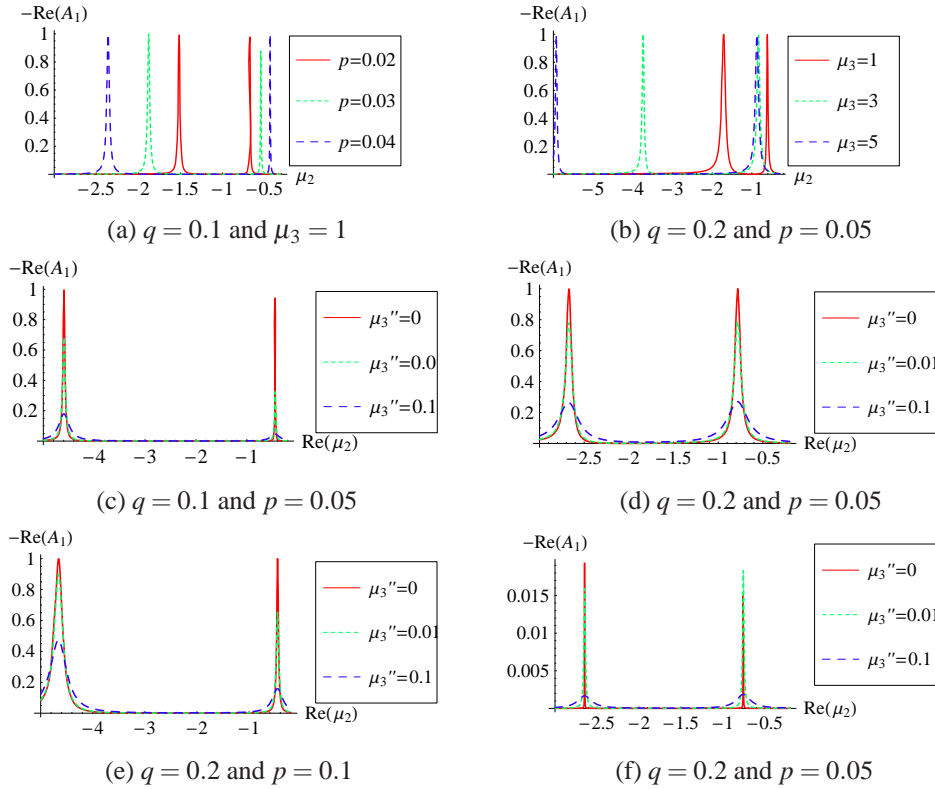 −Re(A₁)
1
0.8
0.6
0.4
0.2
-2.5 -2 -1.5 -1 -0.5
μ₂
p=0.02
p=0.03
p=0.04
(a) q = 0.1 and μ₃ = 1
−Re(A₁)
1
0.8
0.6
0.4
0.2
-5 -4 -3 -2 -1
μ₂
μ₃=1
μ₃=3
μ₃=5
(b) q = 0.2 and p = 0.05
−Re(A₁)
1
0.8
0.6
0.4
0.2
-4 -3 -2 -1
Re(μ₂)
μ₃''=0
μ₃''=0.0
μ₃''=0.1
(c) q = 0.1 and p = 0.05
−Re(A₁)
1
0.8
0.6
0.4
0.2
-2.5 -2 -1.5 -1 -0.5
Re(μ₂)
μ₃''=0
μ₃''=0.01
μ₃''=0.1
(d) q = 0.2 and p = 0.05
−Re(A₁)
1
0.8
0.6
0.4
0.2
-4 -3 -2 -1
Re(μ₂)
μ₃''=0
μ₃''=0.01
μ₃''=0.1
(e) q = 0.2 and p = 0.1
−Re(A₁)
0.015
0.01
0.005
-2.5 -2 -1.5 -1 -0.5
Re(μ₂)
μ₃''=0
μ₃''=0.01
μ₃''=0.1
(f) q = 0.2 and p = 0.05